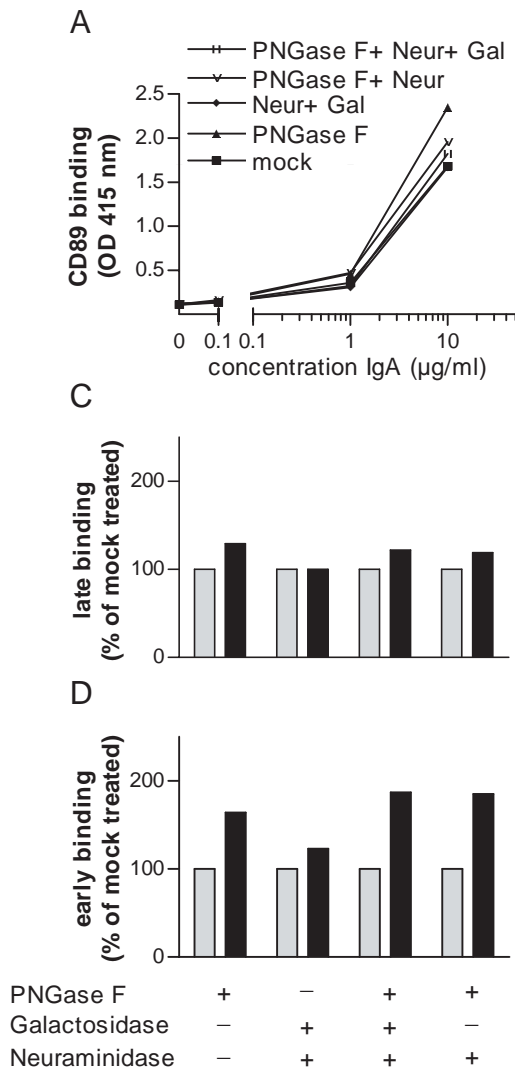 A
PNGase F+ Neur+ Gal
PNGase F+ Neur
Neur+ Gal
PNGase F
mock
CD89 binding
(OD 415 nm)
2.5
2.0
1.5
1.0
0.5
0 0.1 0.1 1 10
concentration IgA (µg/ml)
C
late binding
(% of mock treated)
200
100
0
D
early binding
(% of mock treated)
200
100
0
PNGase F + – + +
Galactosidase – + + –
Neuraminidase – + + +